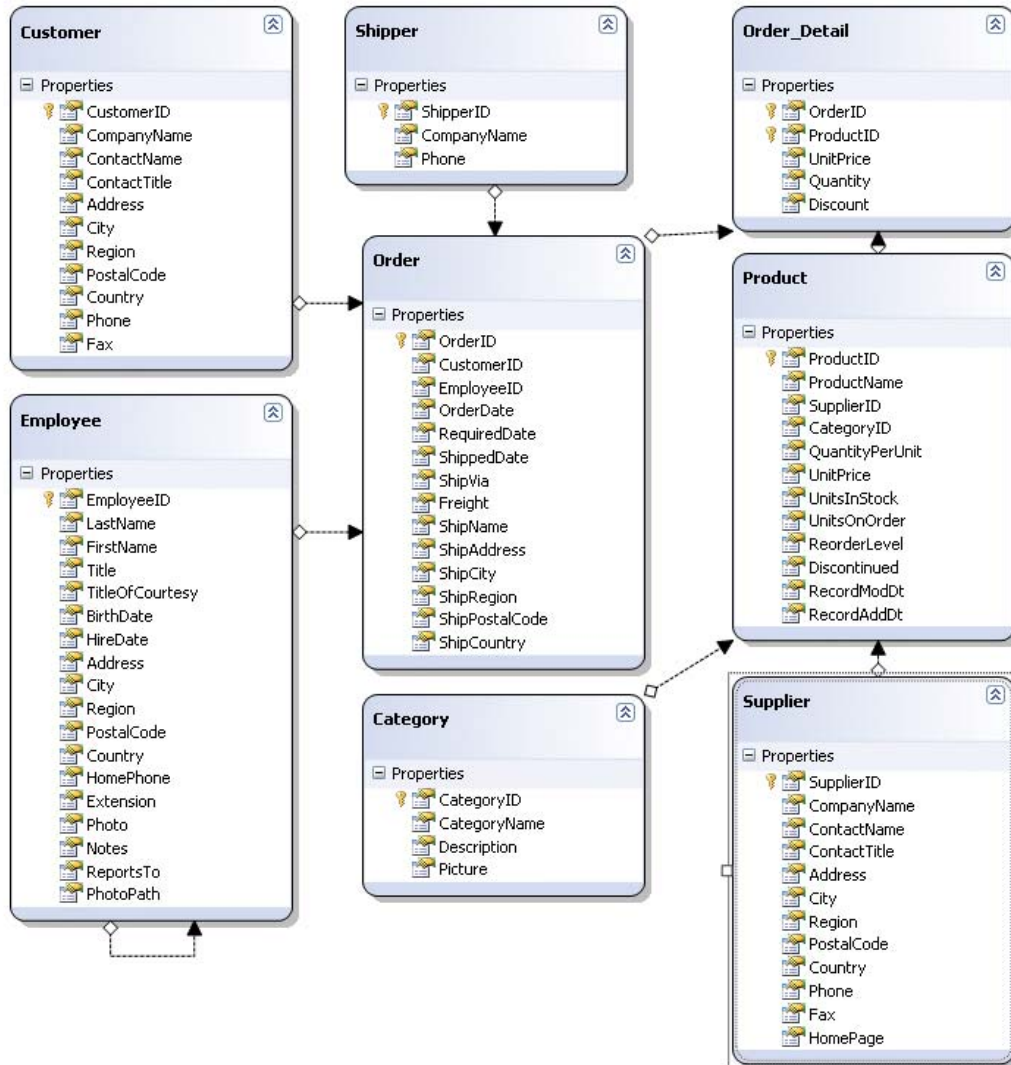 Customer
Properties
CustomerID
CompanyName
ContactName
ContactTitle
Address
City
Region
PostalCode
Country
Phone
Fax
Employee
Properties
EmployeeID
LastName
FirstName
Title
TitleOfCourtesy
BirthDate
HireDate
Address
City
Region
PostalCode
Country
HomePhone
Extension
Photo
Notes
ReportsTo
PhotoPath
Shipper
Properties
ShipperID
CompanyName
Phone
Order
Properties
OrderID
CustomerID
EmployeeID
OrderDate
RequiredDate
ShippedDate
ShipVia
Freight
ShipName
ShipAddress
ShipCity
ShipRegion
ShipPostalCode
ShipCountry
Category
Properties
CategoryID
CategoryName
Description
Picture
Order_Detail
Properties
OrderID
ProductID
UnitPrice
Quantity
Discount
Product
Properties
ProductID
ProductName
SupplierID
CategoryID
QuantityPerUnit
UnitPrice
UnitsInStock
UnitsOnOrder
ReorderLevel
Discontinued
RecordModDt
RecordAddDt
Supplier
Properties
SupplierID
CompanyName
ContactName
ContactTitle
Address
City
Region
PostalCode
Country
Phone
Fax
HomePage